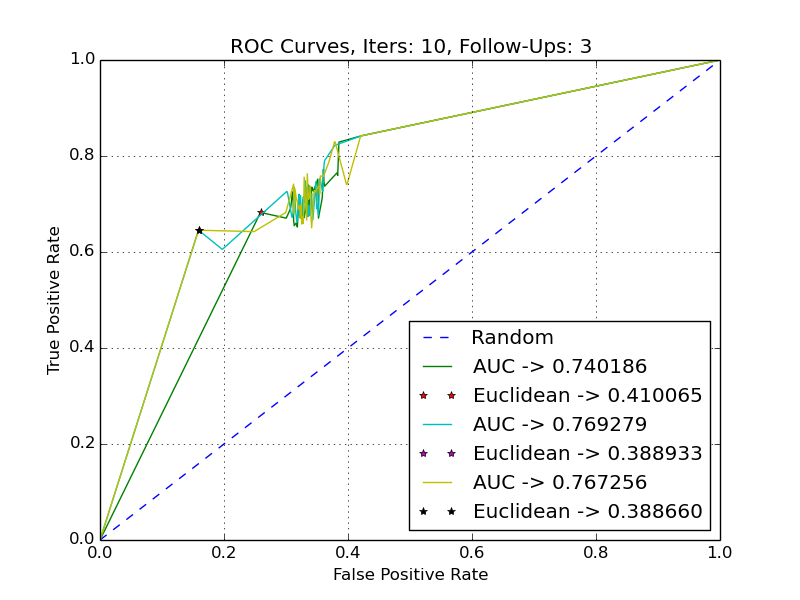 ROC Curves, Iters: 10, Follow-Ups: 3
1.0
0.8
0.6
0.4
0.2
0.0
True Positive Rate
0.0 0.2 0.4 0.6 0.8 1.0
False Positive Rate
Random
AUC -> 0.740186
Euclidean -> 0.410065
AUC -> 0.769279
Euclidean -> 0.388933
AUC -> 0.767256
Euclidean -> 0.388660